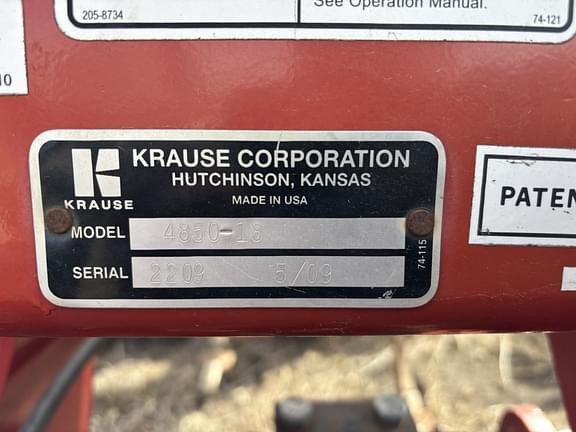 See Operation Manual.
205-8734
74-121
10
K
KRAUSE
KRAUSE CORPORATION
HUTCHINSON, KANSAS
MADE IN USA
MODEL 4850-18
SERIAL 2209 5/09
74-115
PATEN